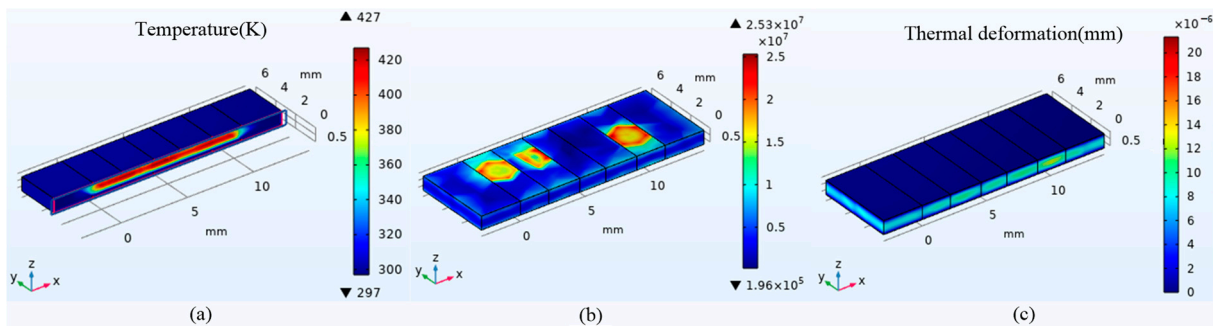 Temperature(K)
▲ 427
420
400
380
360
340
320
300
▼ 297
6
4
2
0
mm
0.5
10
5
0
mm
y
z
x
(a)
▲ 2.53×10⁷
×10⁷
2.5
2
1.5
1
0.5
▼ 1.96×10⁵
6
4
2
0
mm
0.5
10
5
0
mm
y
z
x
(b)
Thermal deformation(mm)
×10⁻⁶
20
18
16
14
12
10
8
6
4
2
0
6
4
2
mm
0.5
10
5
0
mm
y
z
x
(c)